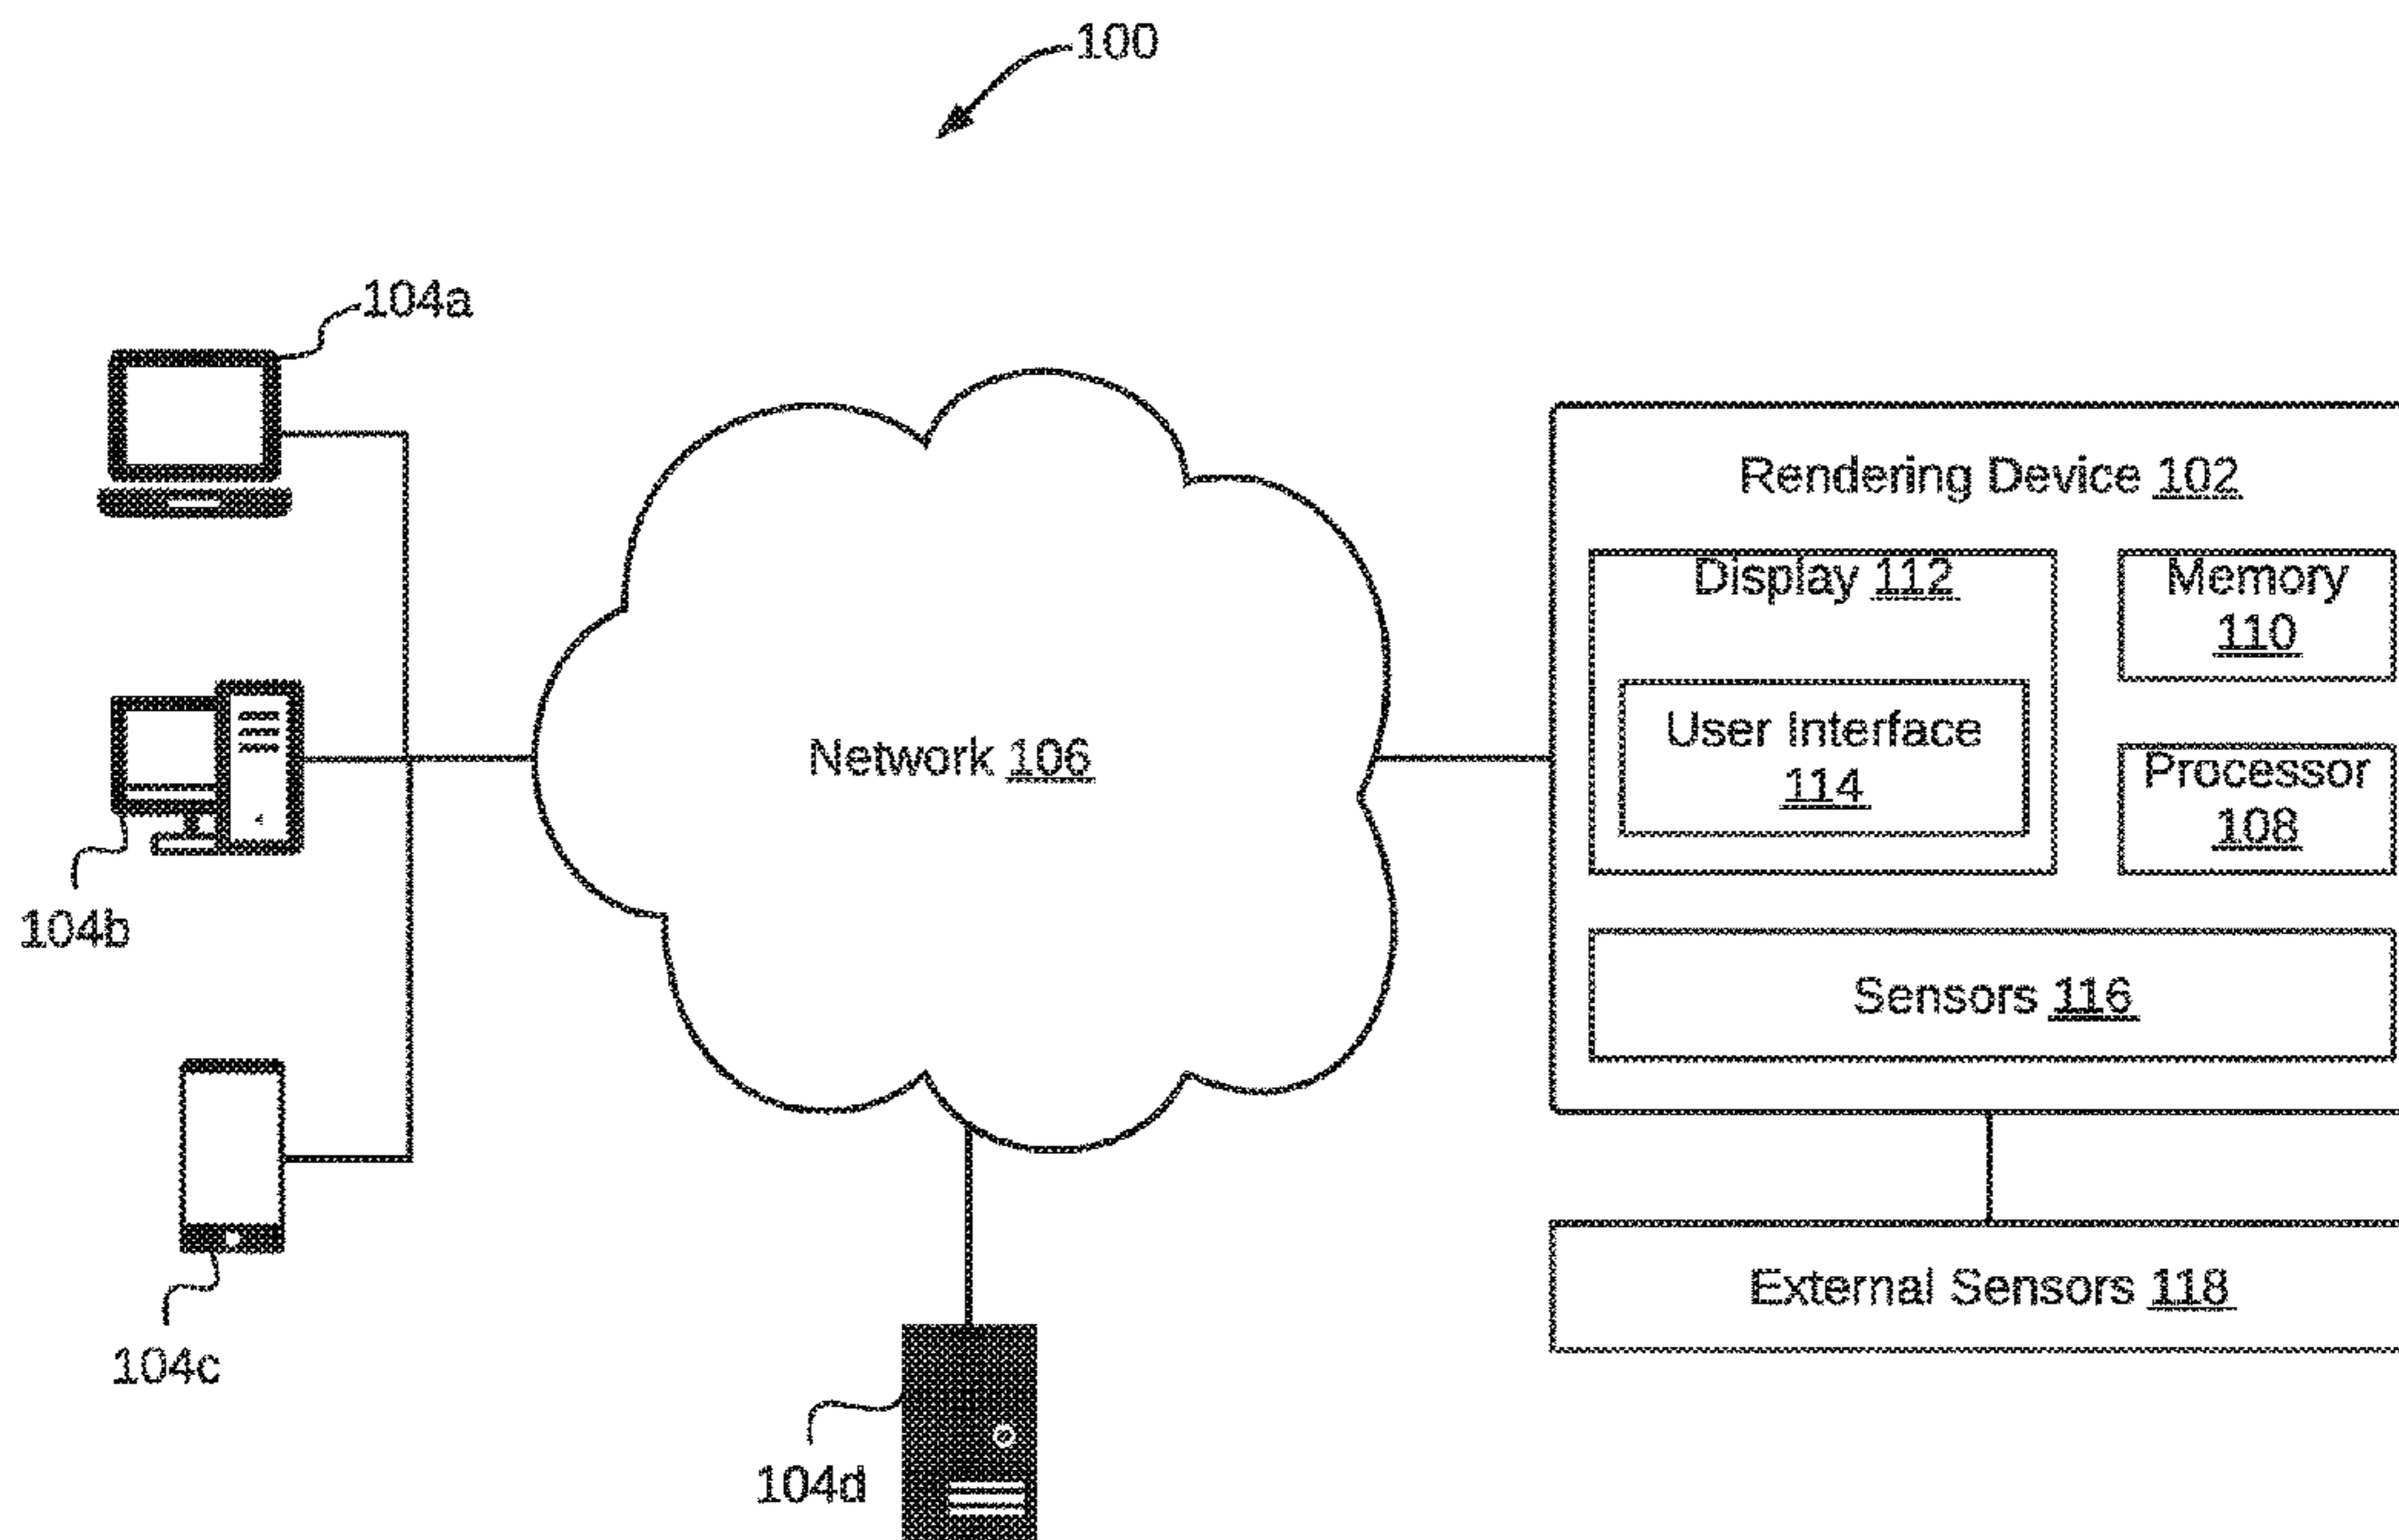 100
104a
Rendering Device 102
Display 112
Memory
110
User Interface
114
Network 106
Processor
108
104b
Sensors 116
External Sensors 118
104c
104d